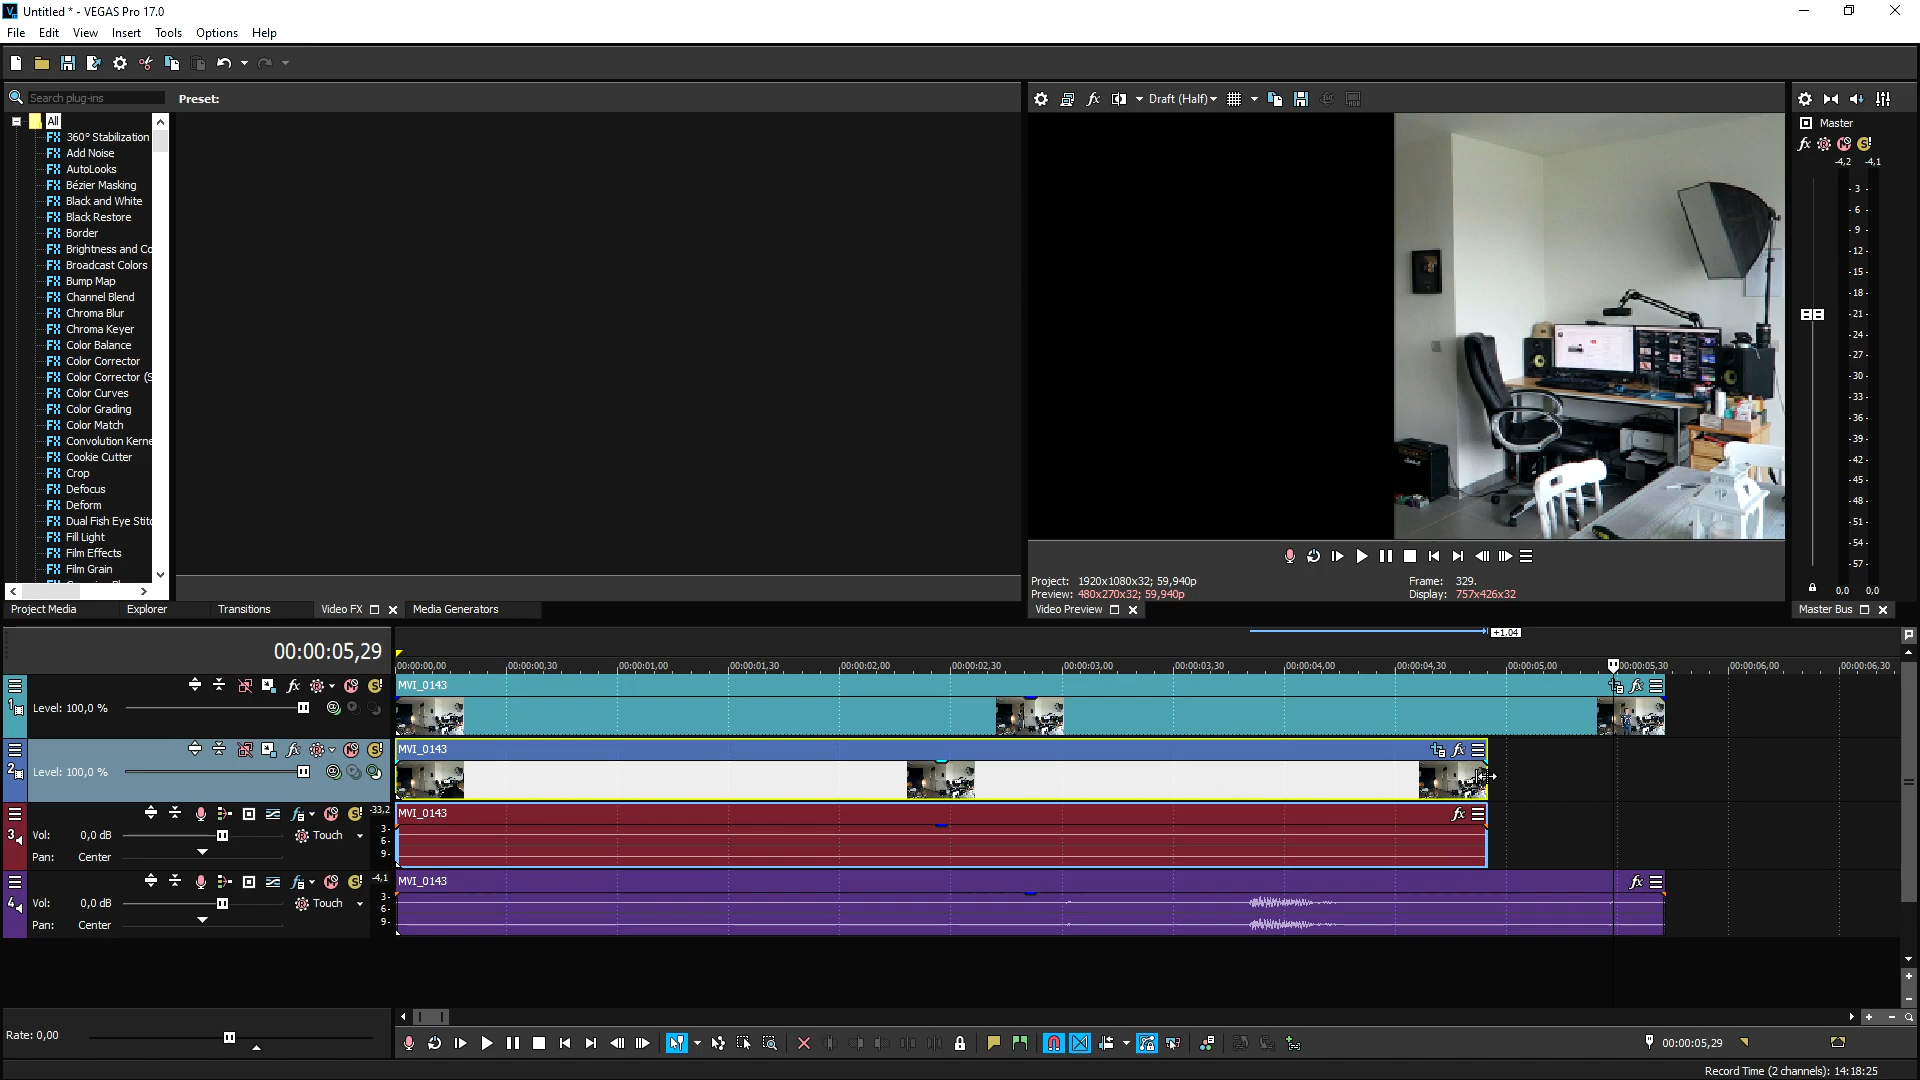 Untitled * - VEGAS Pro 17.0
File Edit View Insert Tools Options Help
Search plug-ins
Preset:
Draft (Half)
Master
-4,2 -4,1
All
360° Stabilization
Add Noise
AutoLooks
Bézier Masking
Black and White
Black Restore
Border
Brightness and Co
Broadcast Colors
Bump Map
Channel Blend
Chroma Blur
Chroma Keyer
Color Balance
Color Corrector
Color Corrector (S
Color Curves
Color Grading
Color Match
Convolution Kerne
Cookie Cutter
Crop
Defocus
Deform
Dual Fish Eye Stitc
Fill Light
Film Effects
Film Grain
- 3 -
- 6 -
- 9 -
- 12 -
- 15 -
- 18 -
- 21 -
- 24 -
- 27 -
- 30 -
- 33 -
- 36 -
- 39 -
- 42 -
- 45 -
- 48 -
- 51 -
- 54 -
- 57 -
0,0 0,0
Project: 1920x1080x32; 59,940p
Preview: 480x270x32; 59,940p
Frame: 329.
Display: 757x426x32
Project Media Explorer Transitions Video FX Media Generators
Video Preview
Master Bus
00:00:05,29
+1.04
00:00:00,00 00:00:00,30 00:00:01,00 00:00:01,30 00:00:02,00 00:00:02,30 00:00:03,00 00:00:03,30 00:00:04,00 00:00:04,30 00:00:05,00 00:00:05,30 00:00:06,00 00:00:06,30
1
Level: 100,0 %
MVI_0143
2
Level: 100,0 %
MVI_0143
3
Vol: 0,0 dB Touch
Pan: Center
-33,2
3-
6-
9-
MVI_0143
4
Vol: 0,0 dB Touch
Pan: Center
-4,1
3-
6-
9-
MVI_0143
Rate: 0,00
00:00:05,29
Record Time (2 channels): 14:18:25